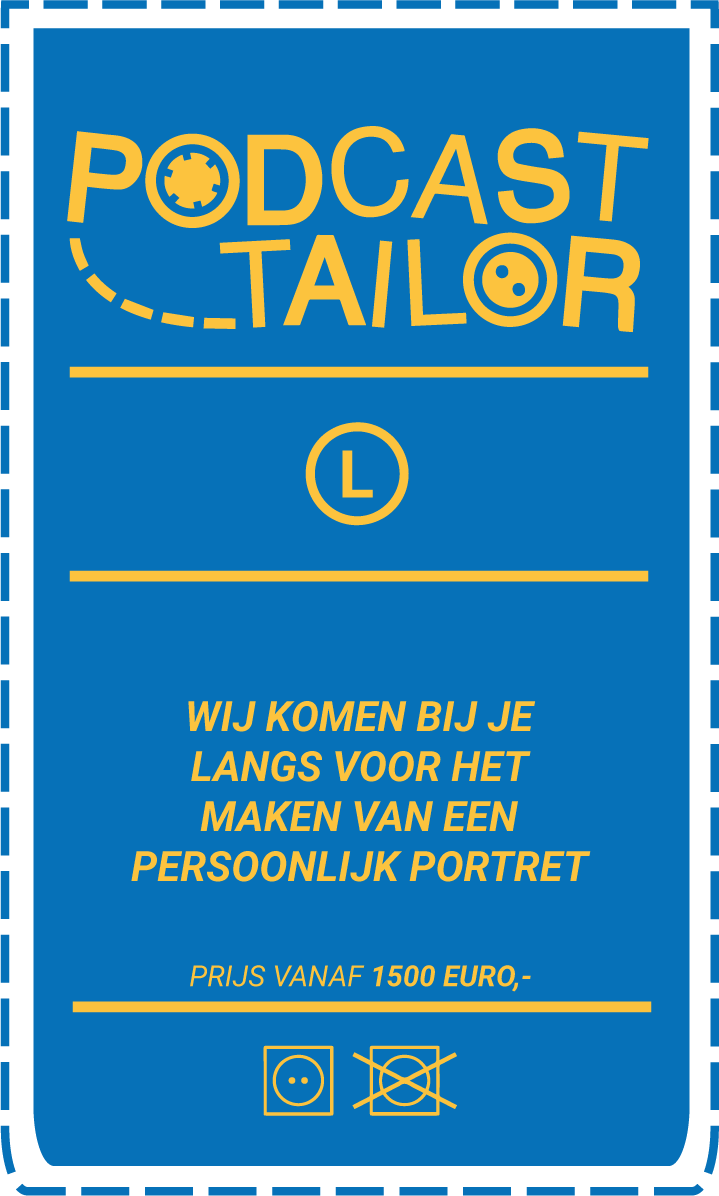 PODCAST
TAILOR
L
WIJ KOMEN BIJ JE
LANGS VOOR HET
MAKEN VAN EEN
PERSOONLIJK PORTRET
PRIJS VANAF 1500 EURO,-